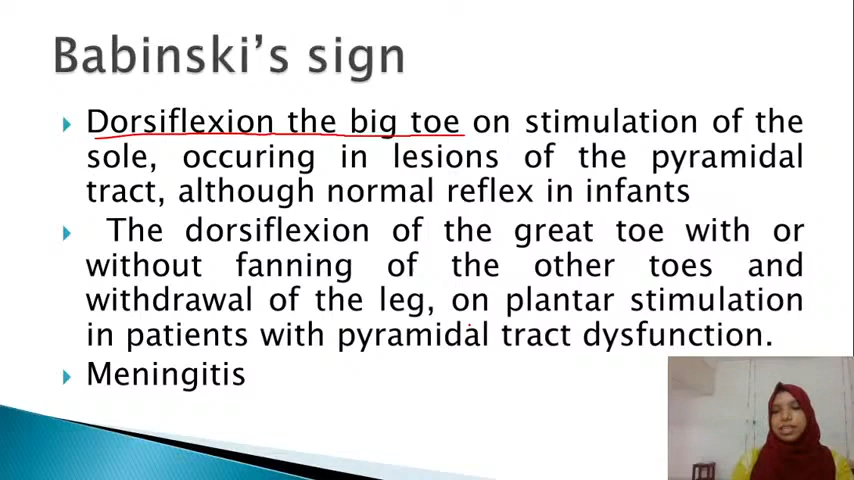 Babinski's sign
Dorsiflexion the big toe on stimulation of the
sole, occuring in lesions of the pyramidal
tract, although normal reflex in infants
The dorsiflexion of the great toe with or
without fanning of the other toes and
withdrawal of the leg, on plantar stimulation
in patients with pyramidal tract dysfunction.
Meningitis